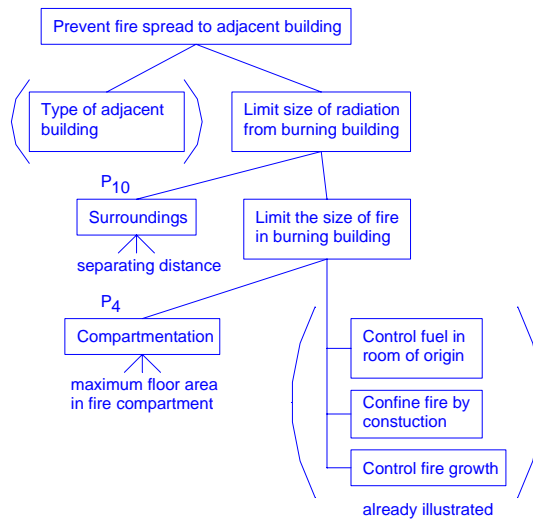 Prevent fire spread to adjacent building
Type of adjacent
building
Limit size of radiation
from burning building
P10
Surroundings
separating distance
Limit the size of fire
in burning building
P4
Compartmentation
maximum floor area
in fire compartment
Control fuel in
room of origin
Confine fire by
constuction
Control fire growth
already illustrated